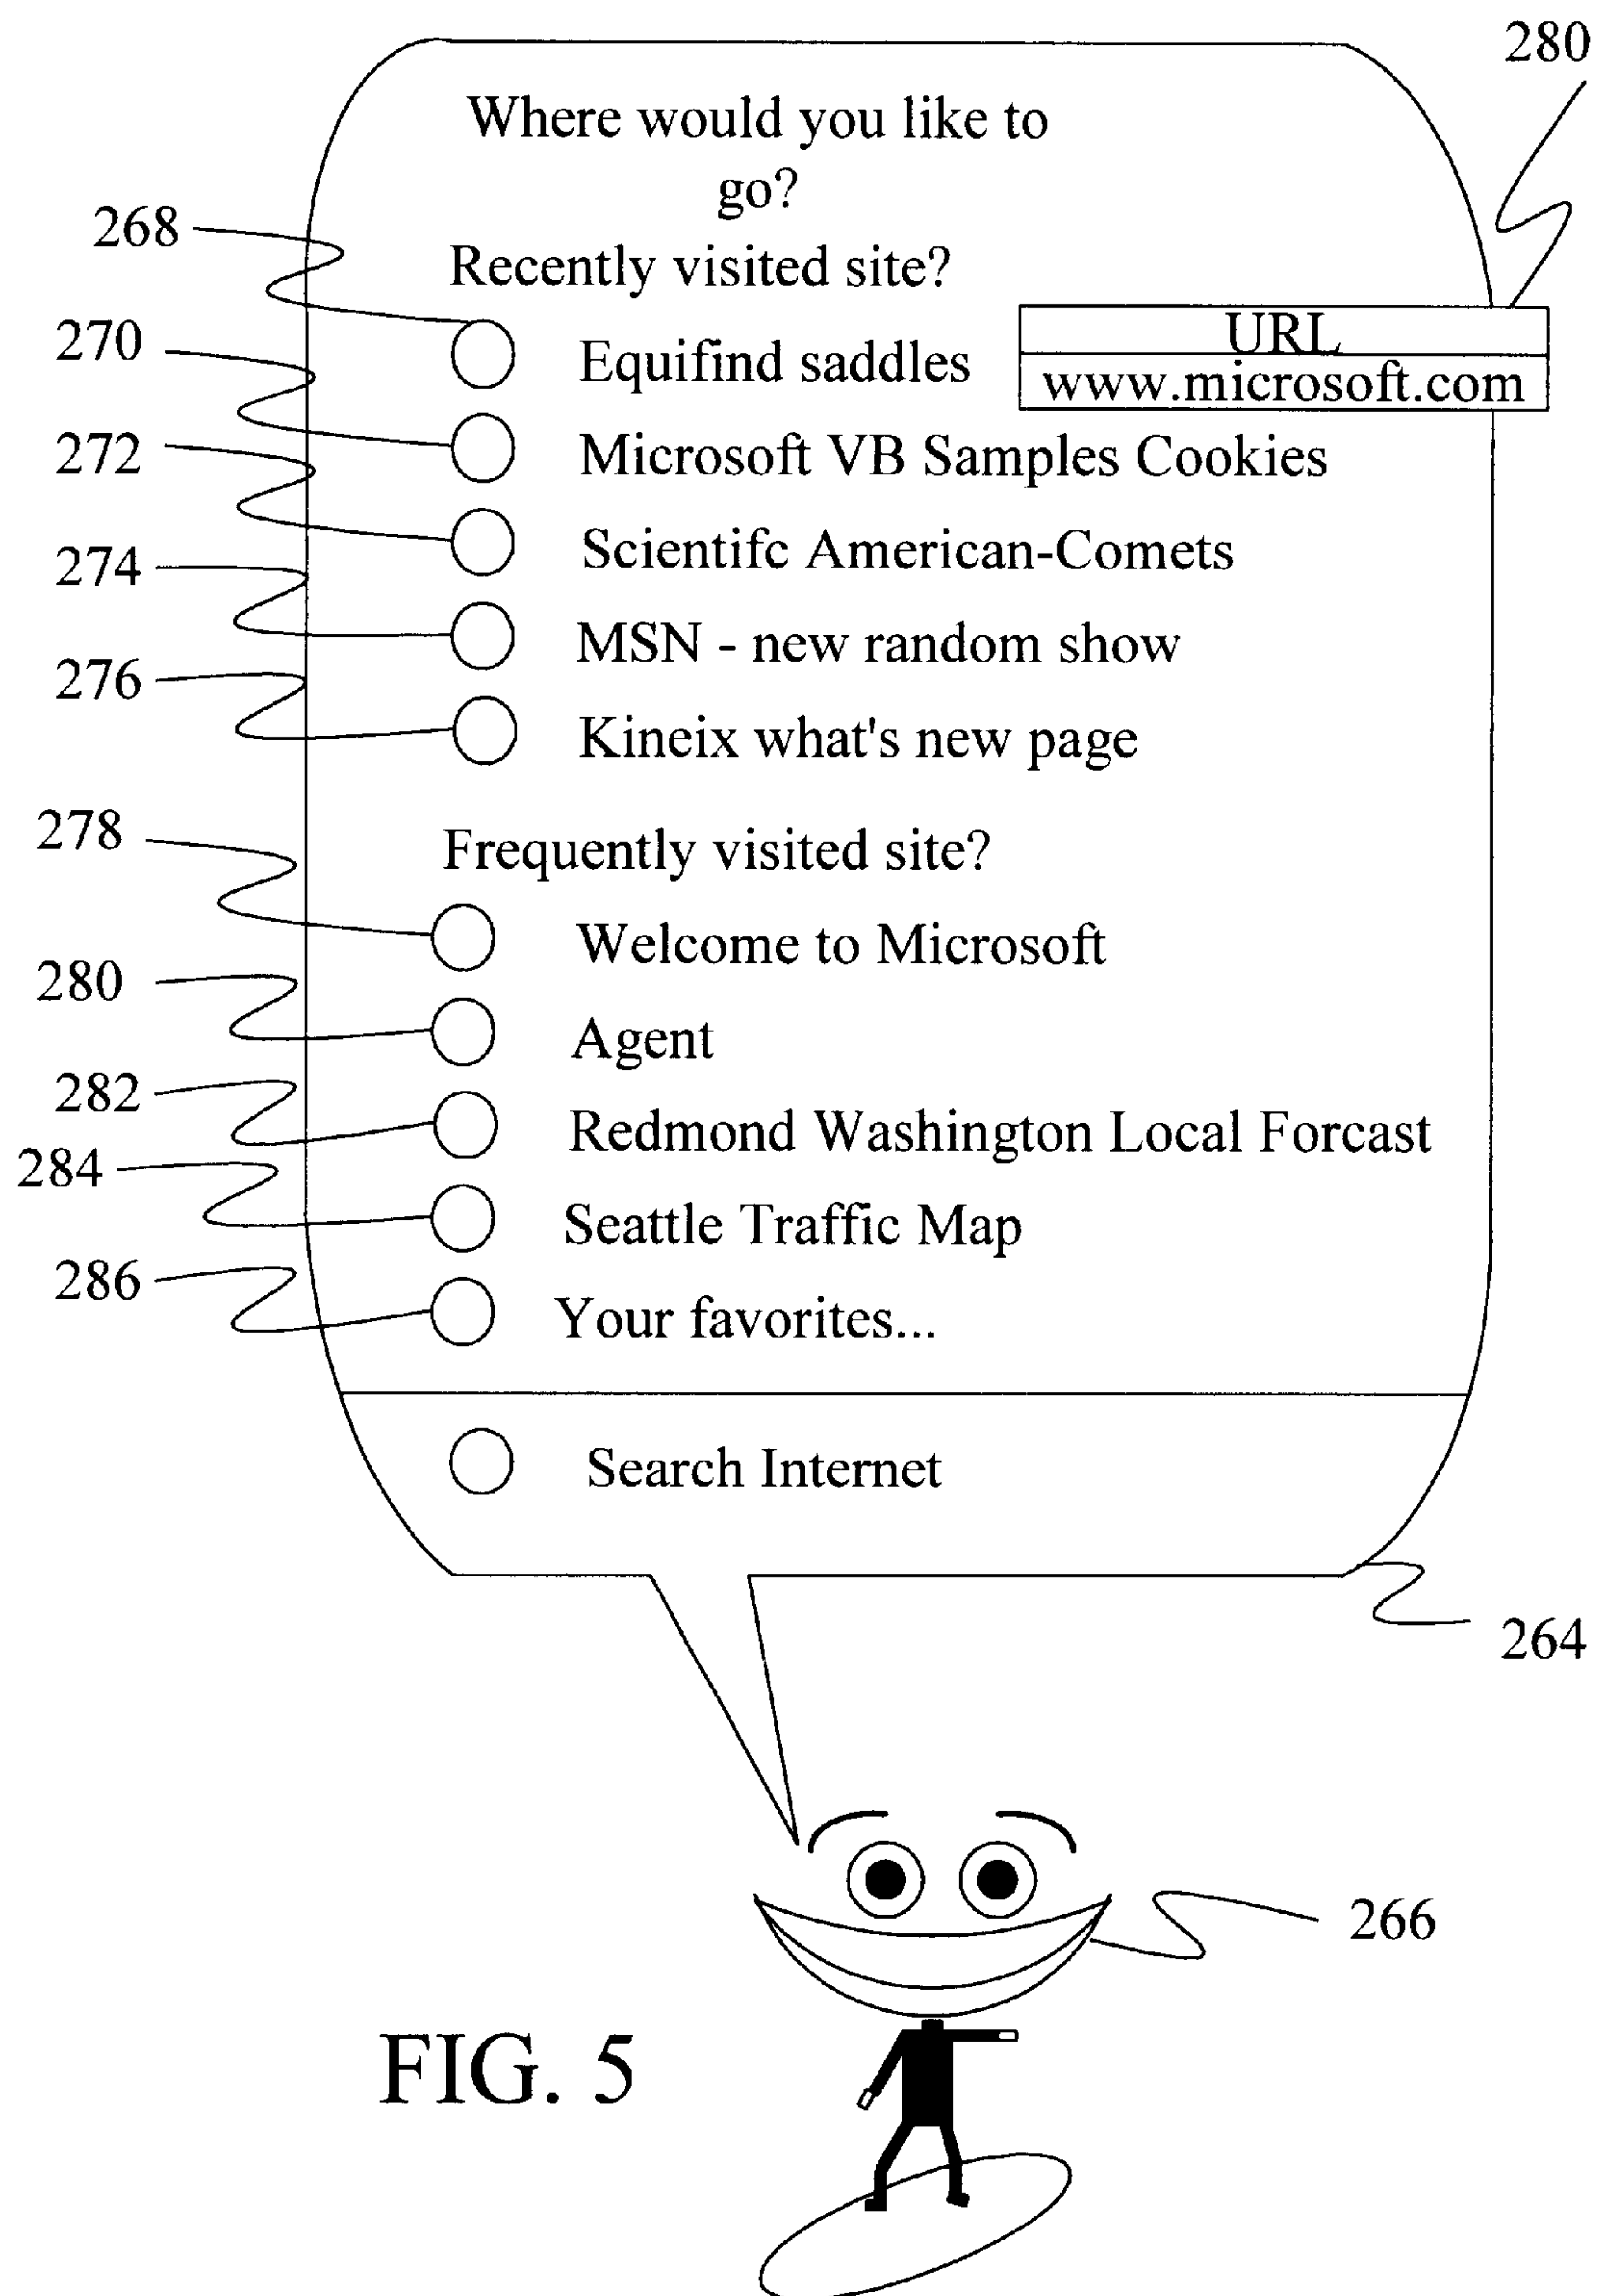 280
Where would you like to
go?
268
Recently visited site?
270
Equifind saddles
URL
www.microsoft.com
272
Microsoft VB Samples Cookies
Scientifc American-Comets
274
MSN - new random show
276
Kineix what's new page
278
Frequently visited site?
Welcome to Microsoft
280
Agent
282
Redmond Washington Local Forcast
284
Seattle Traffic Map
286
Your favorites...
Search Internet
264
266
FIG. 5